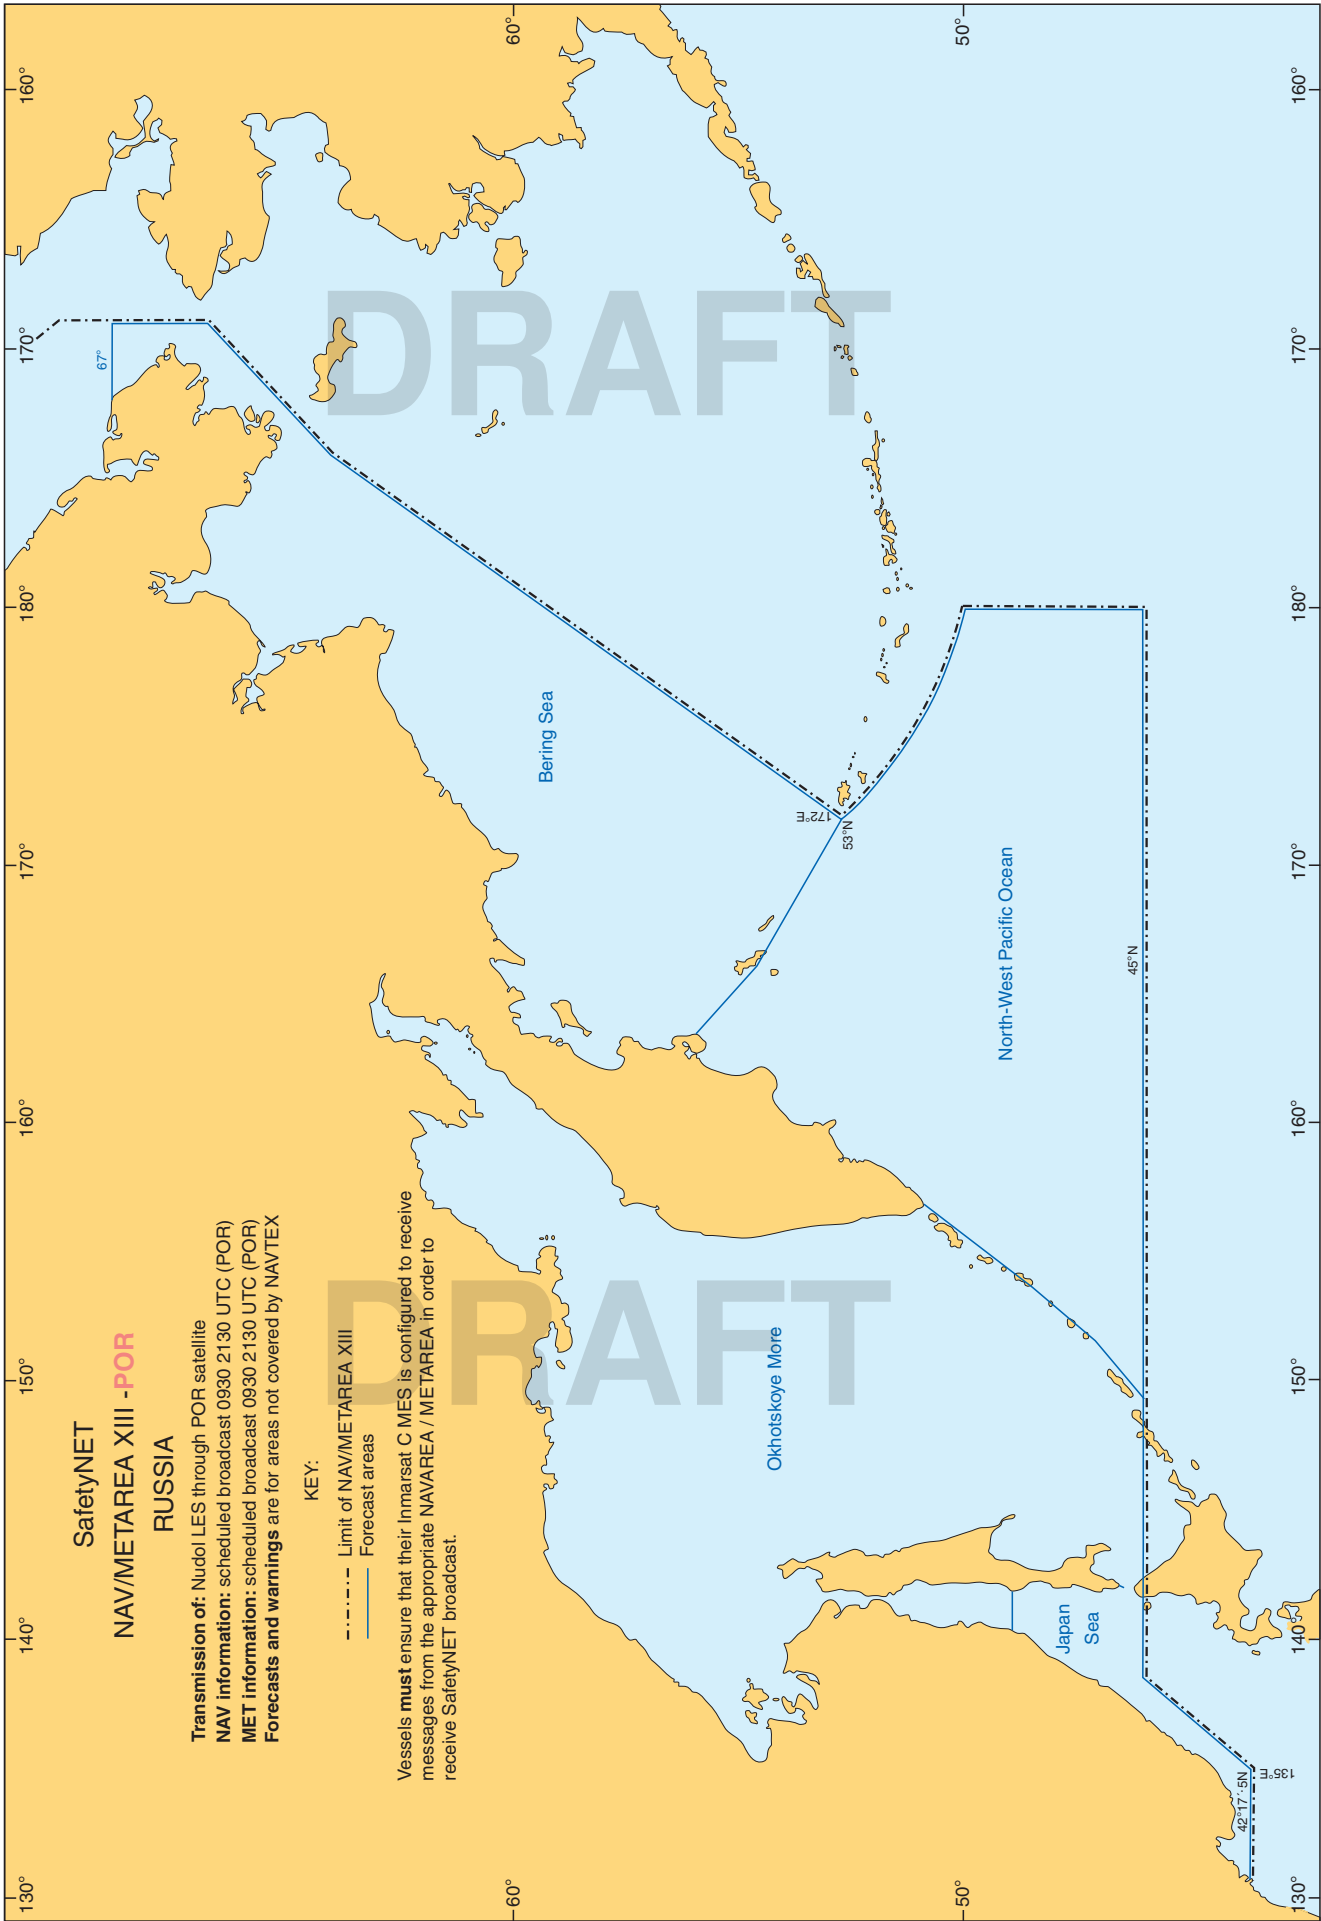 SafetyNET
NAV/METAREA XIII - POR
RUSSIA
Transmission of: Nudol LES through POR satellite
NAV information: scheduled broadcast 0930 2130 UTC (POR)
MET information: scheduled broadcast 0930 2130 UTC (POR)
Forecasts and warnings are for areas not covered by NAVTEX
KEY:
Limit of NAV/METAREA XIII
Forecast areas
Vessels must ensure that their Inmarsat C MES is configured to receive
messages from the appropriate NAVAREA / METAREA in order to
receive SafetyNET broadcast.
130°
140°
150°
160°
170°
180°
170°
160°
60°
60°
50°
50°
67°
Bering Sea
172°E
53°N
North-West Pacific Ocean
45°N
Okhotskoye More
Japan
Sea
42°17´·5N
135°E
130°
140°
150°
160°
170°
180°
170°
160°
DRAFT
DRAFT